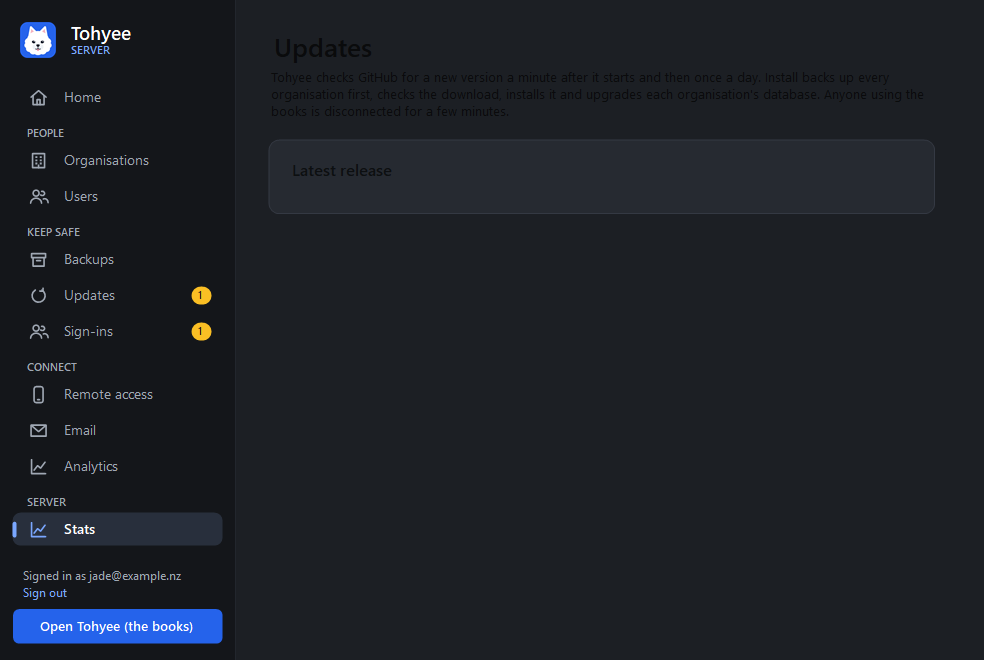 Tohyee
SERVER
Home
PEOPLE
Organisations
Users
KEEP SAFE
Backups
Updates 1
Sign-ins 1
CONNECT
Remote access
Email
Analytics
SERVER
Stats
Signed in as jade@example.nz
Sign out
Open Tohyee (the books)
Updates
Tohyee checks GitHub for a new version a minute after it starts and then once a day. Install backs up every
organisation first, checks the download, installs it and upgrades each organisation's database. Anyone using the
books is disconnected for a few minutes.
Latest release